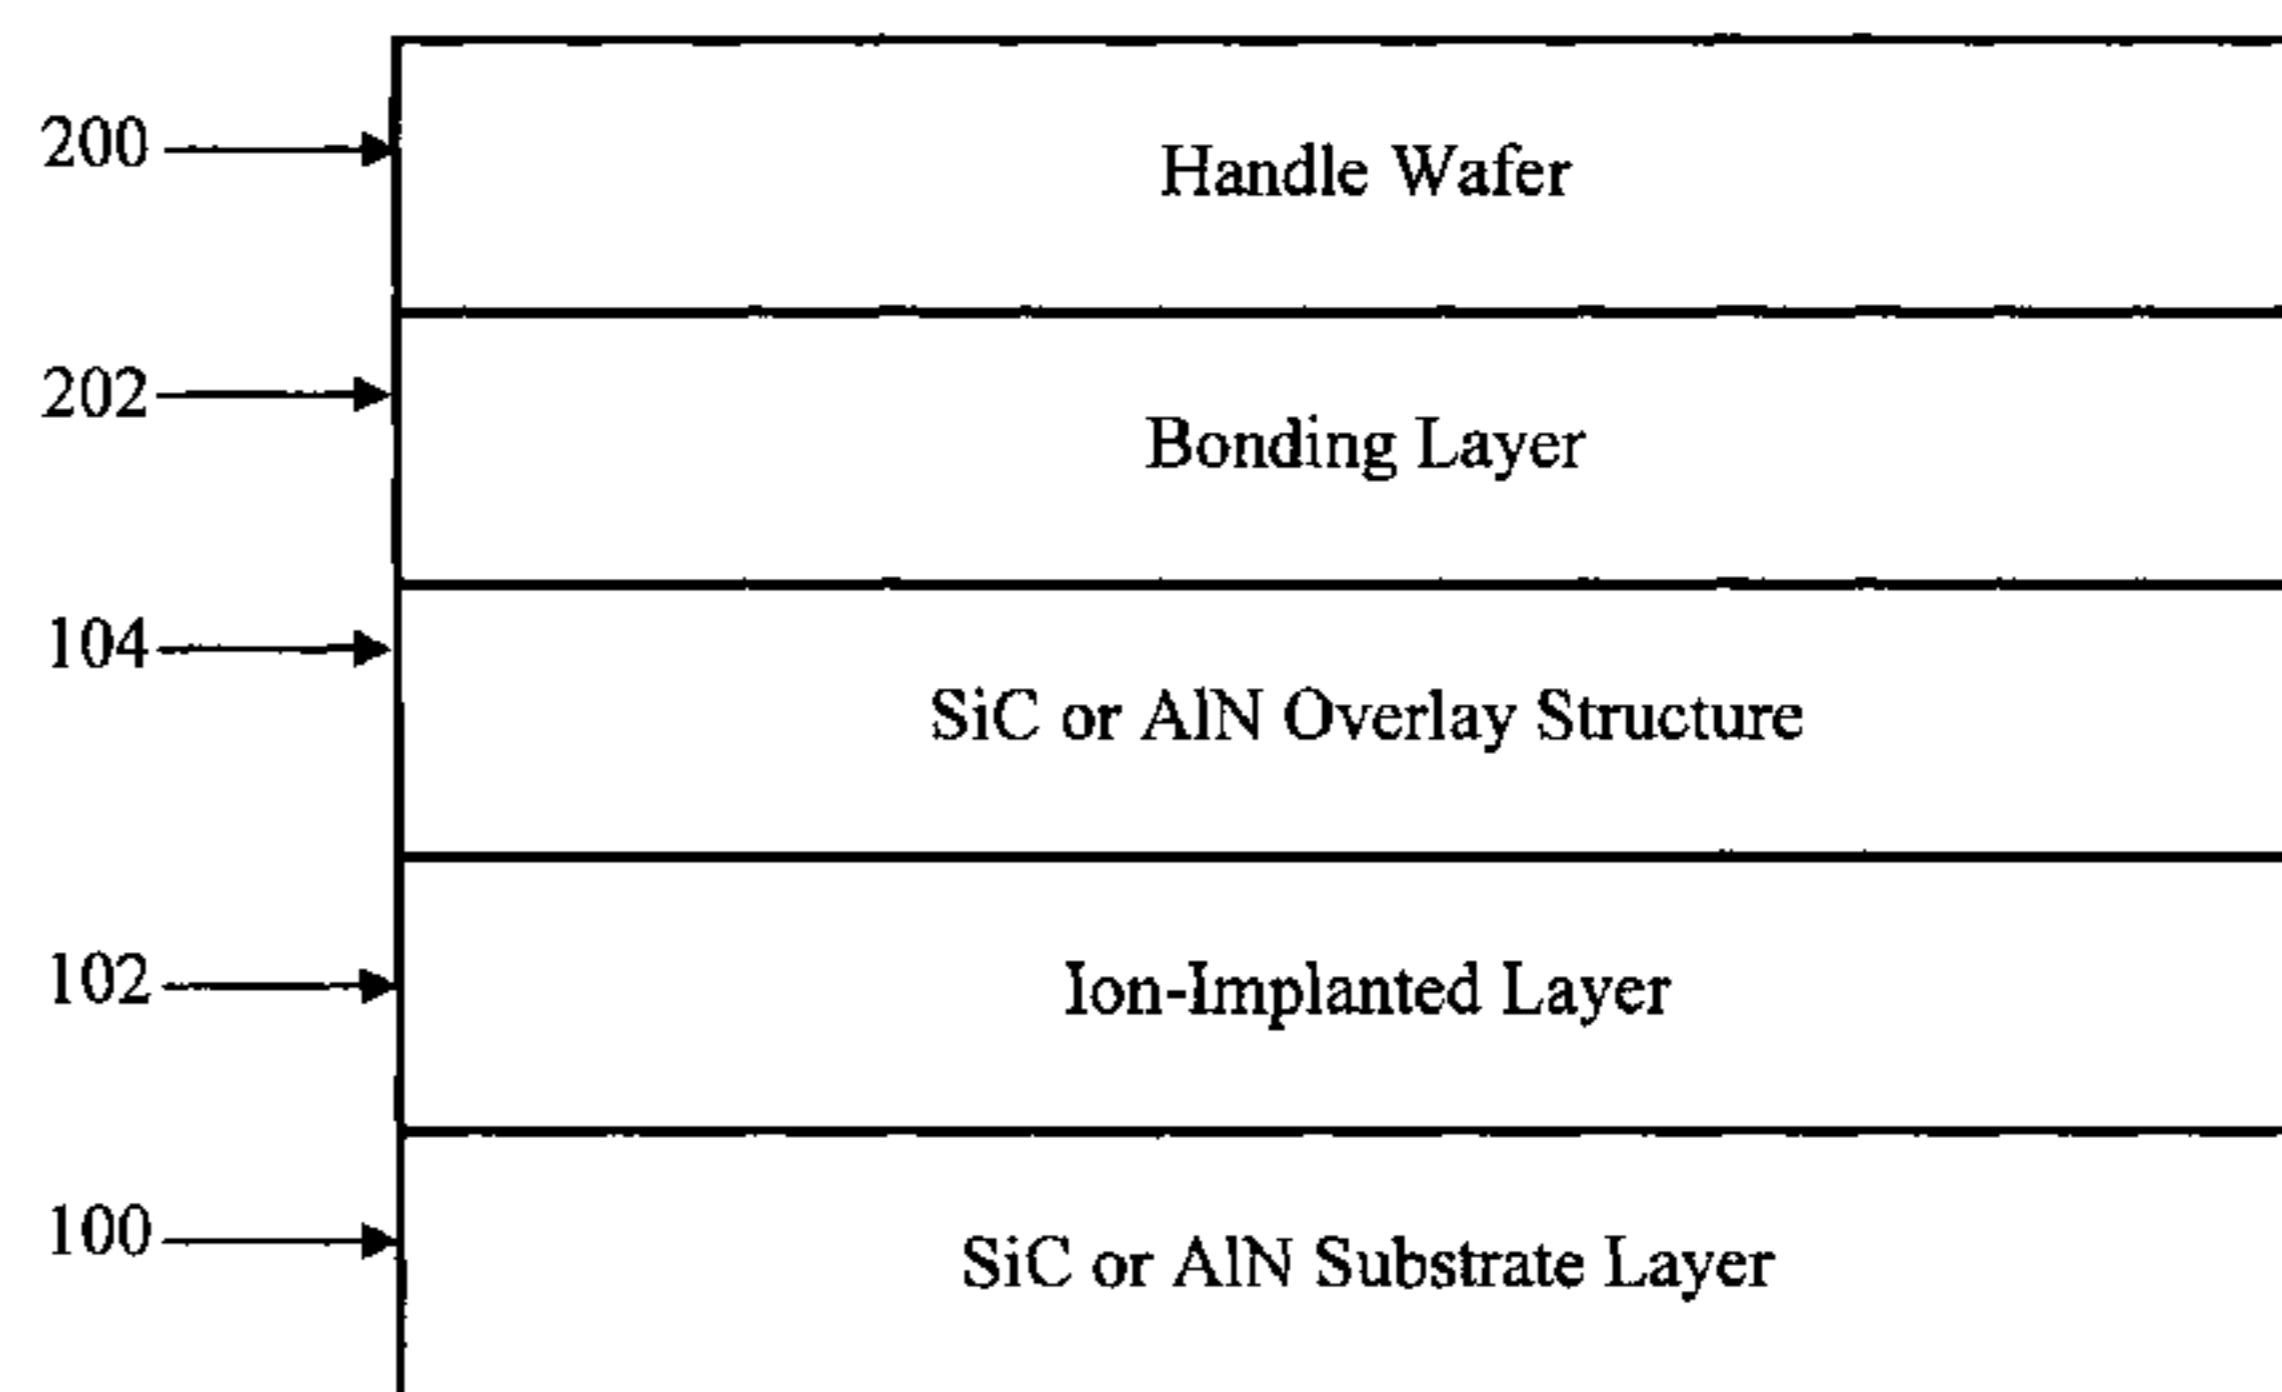 200
Handle Wafer
202
Bonding Layer
104
SiC or AlN Overlay Structure
102
Ion-Implanted Layer
100
SiC or AlN Substrate Layer